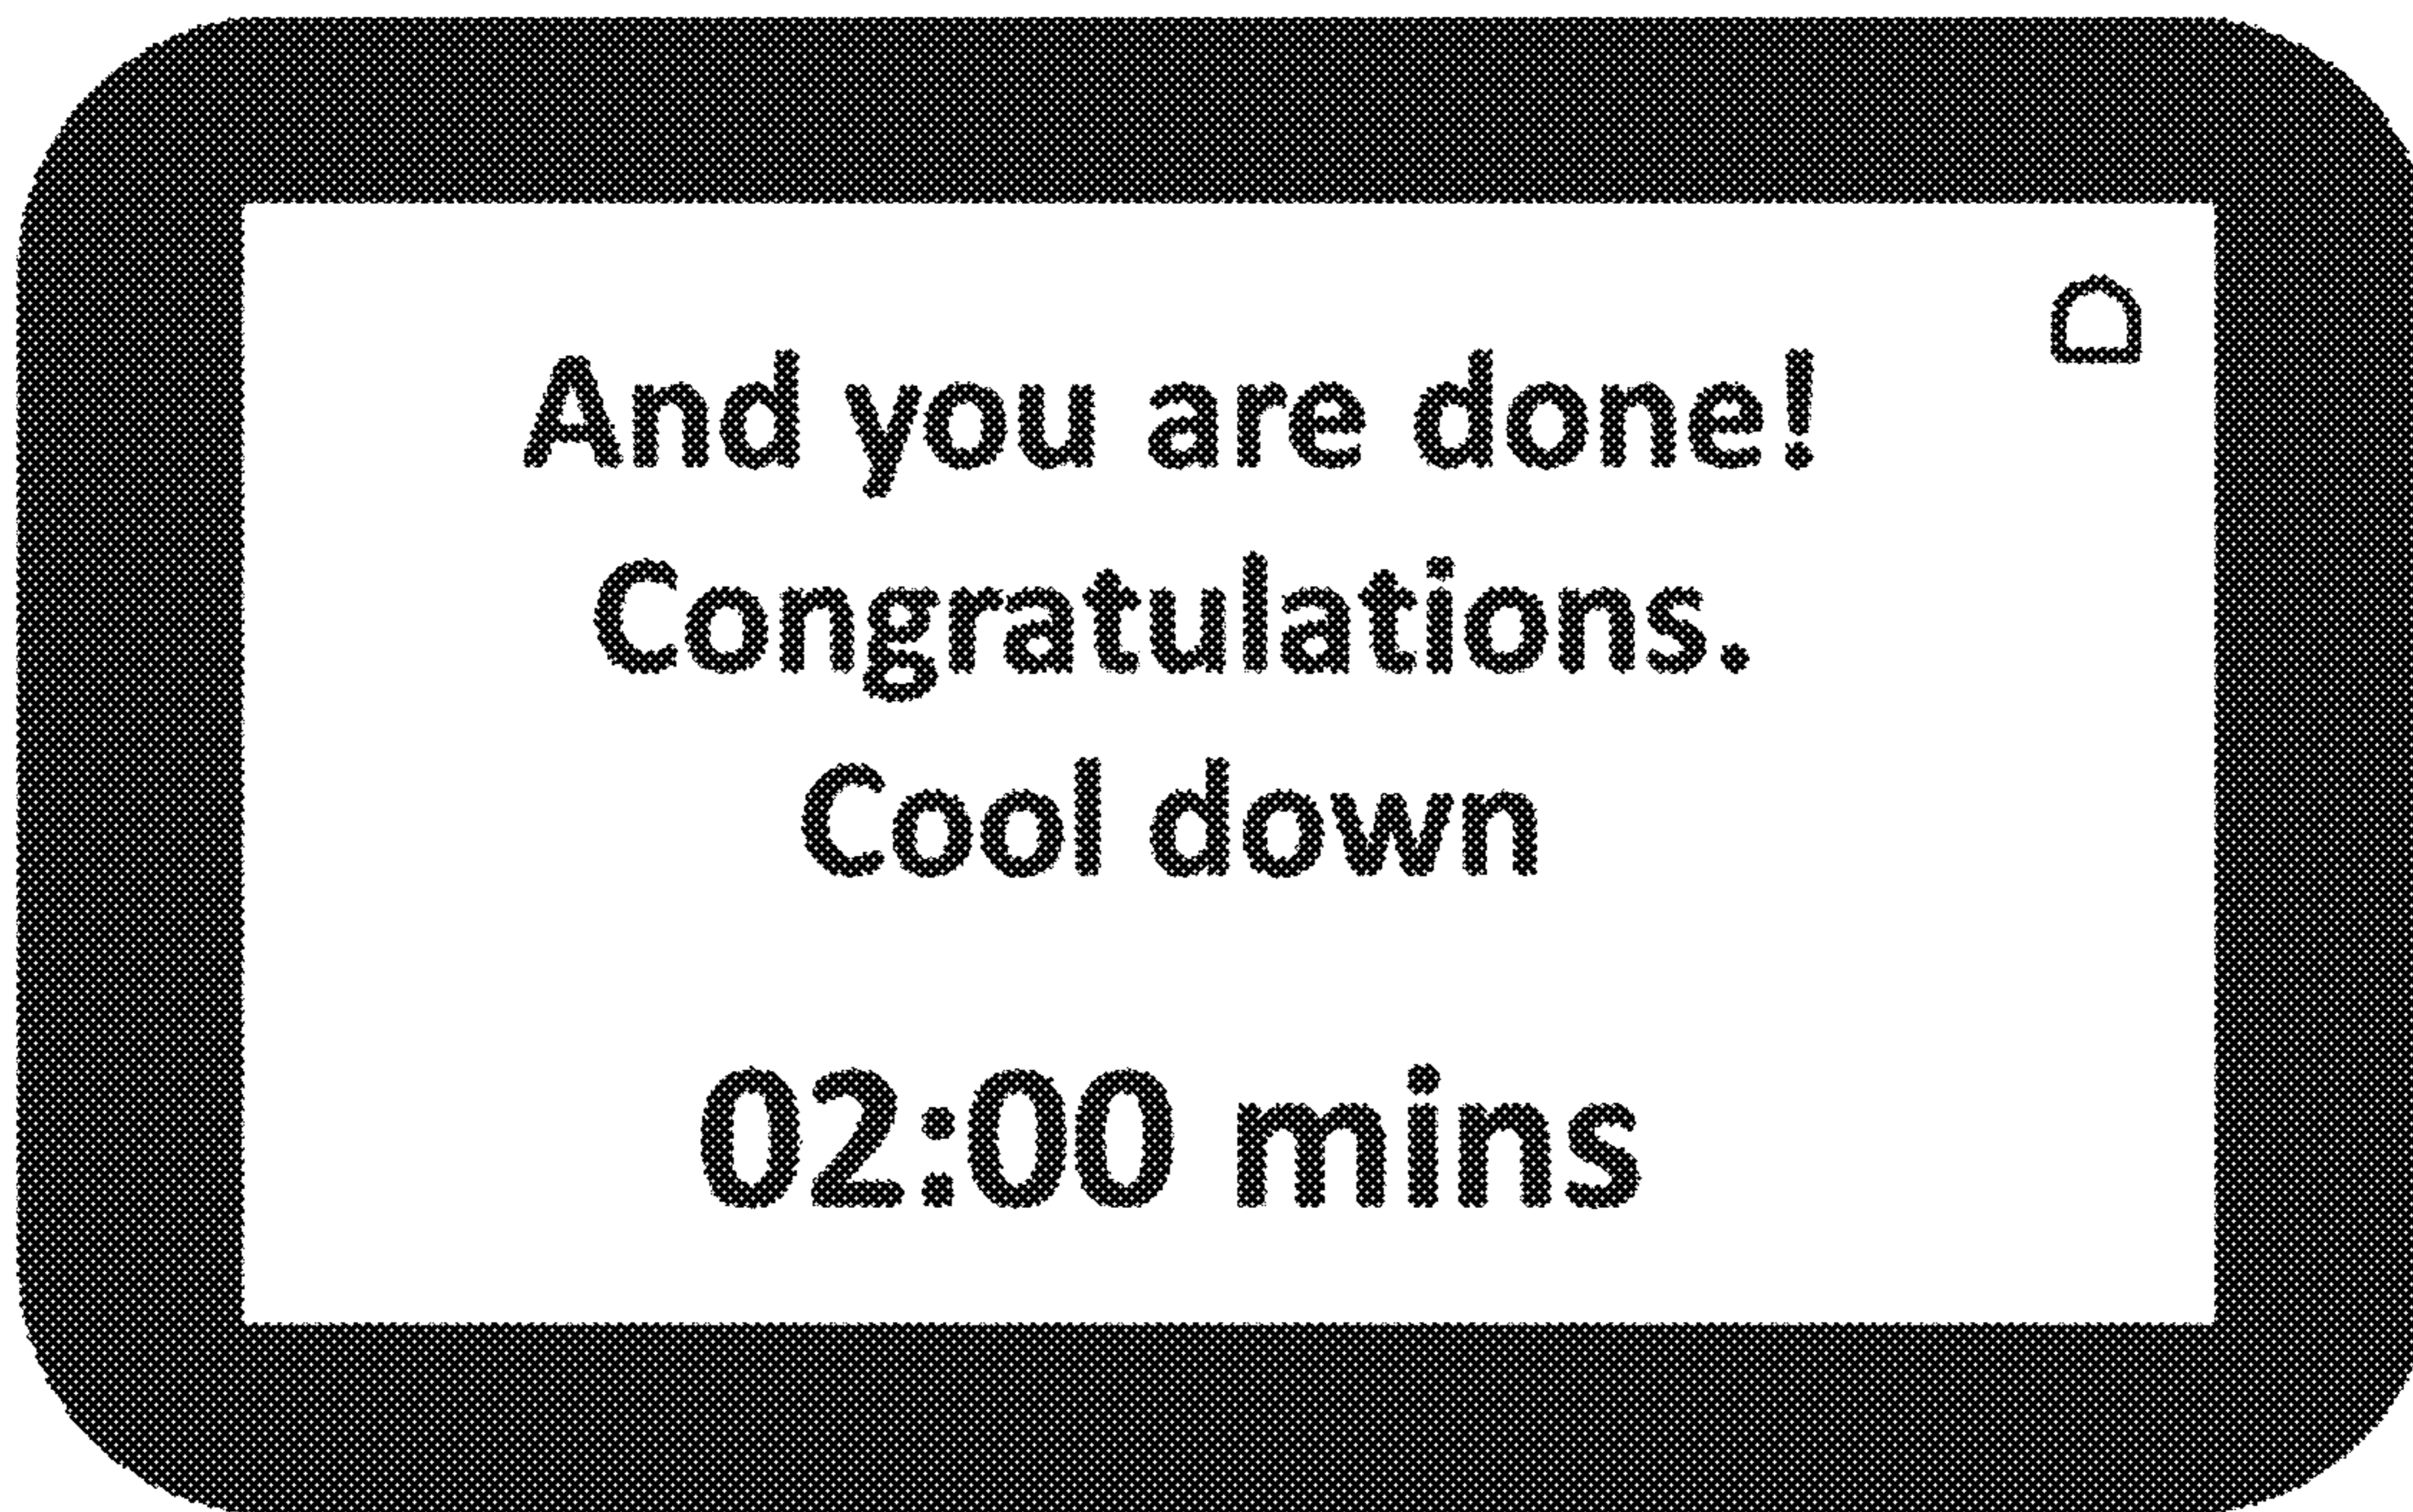 And you are done!
Congratulations.
Cool down
02:00 mins